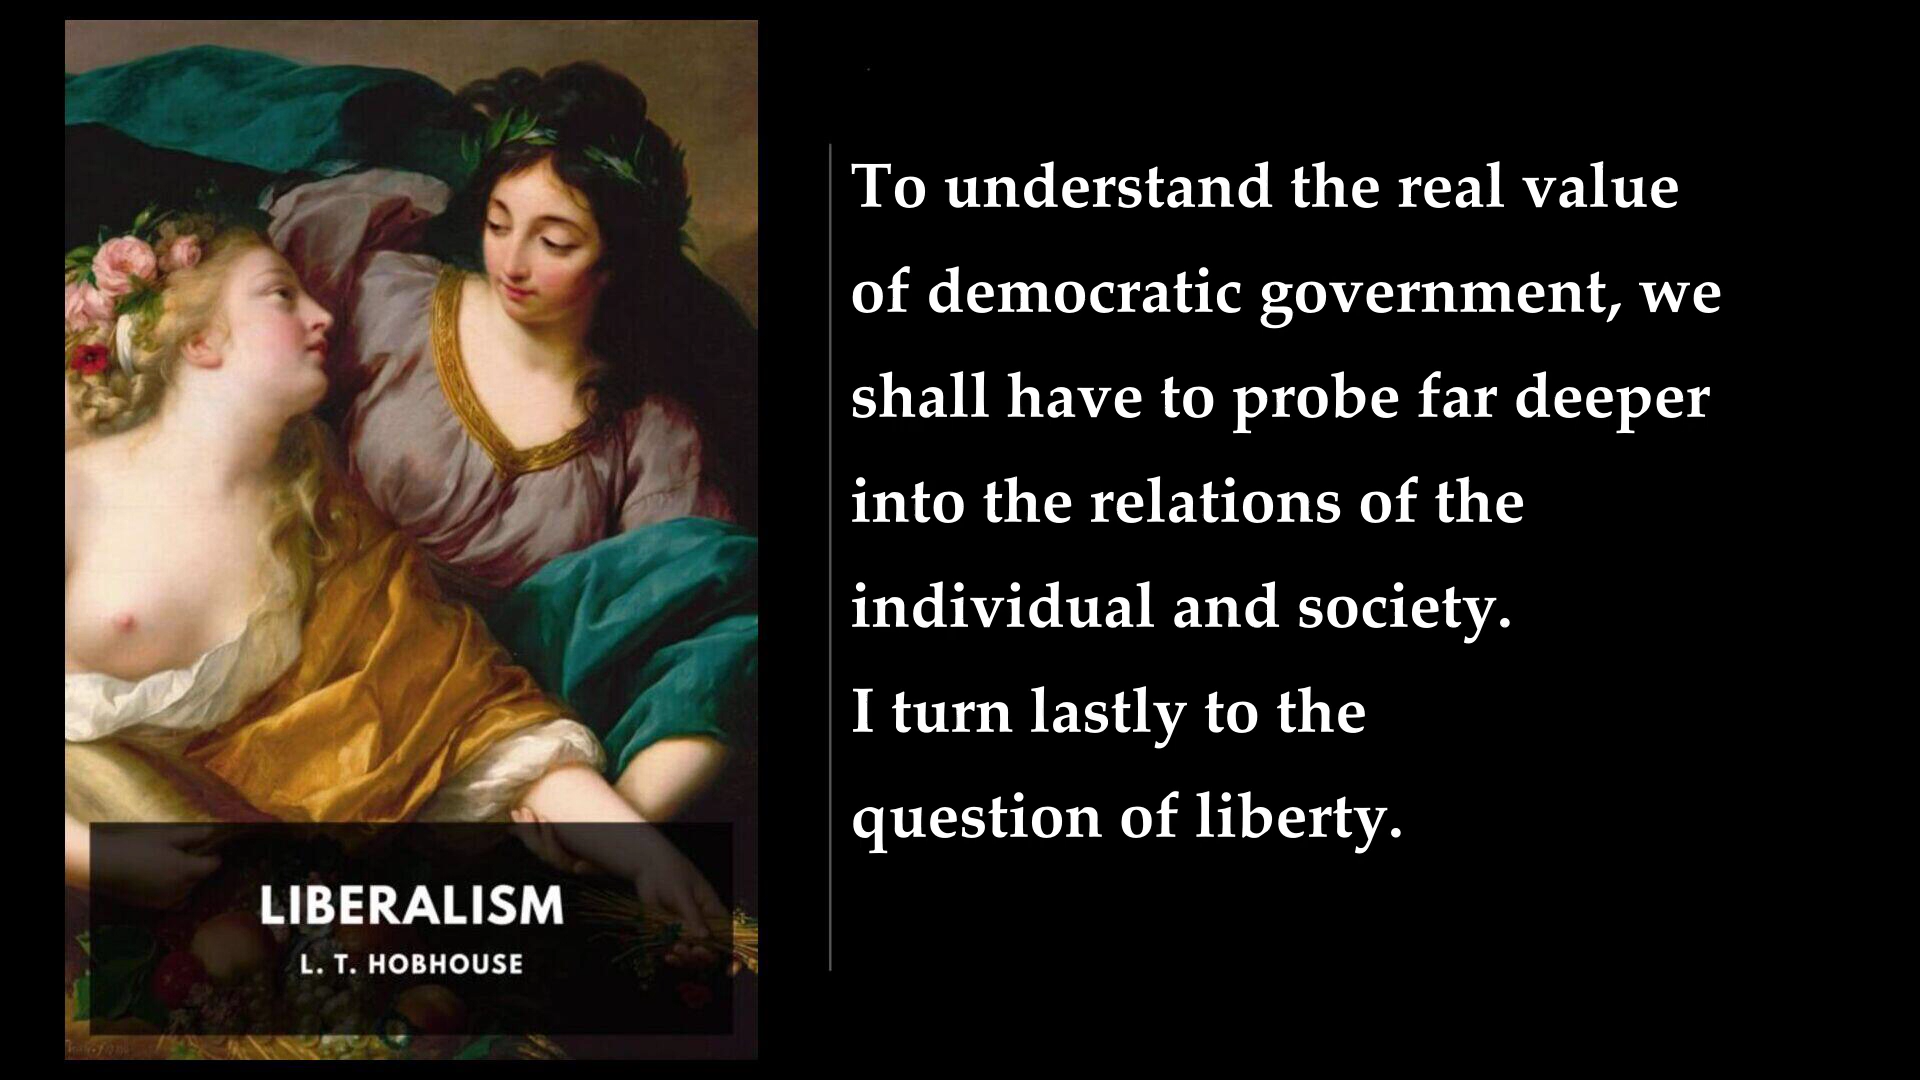 To understand the real value
of democratic government, we
shall have to probe far deeper
into the relations of the
individual and society.
I turn lastly to the
question of liberty.
LIBERALISM
L. T. HOBHOUSE